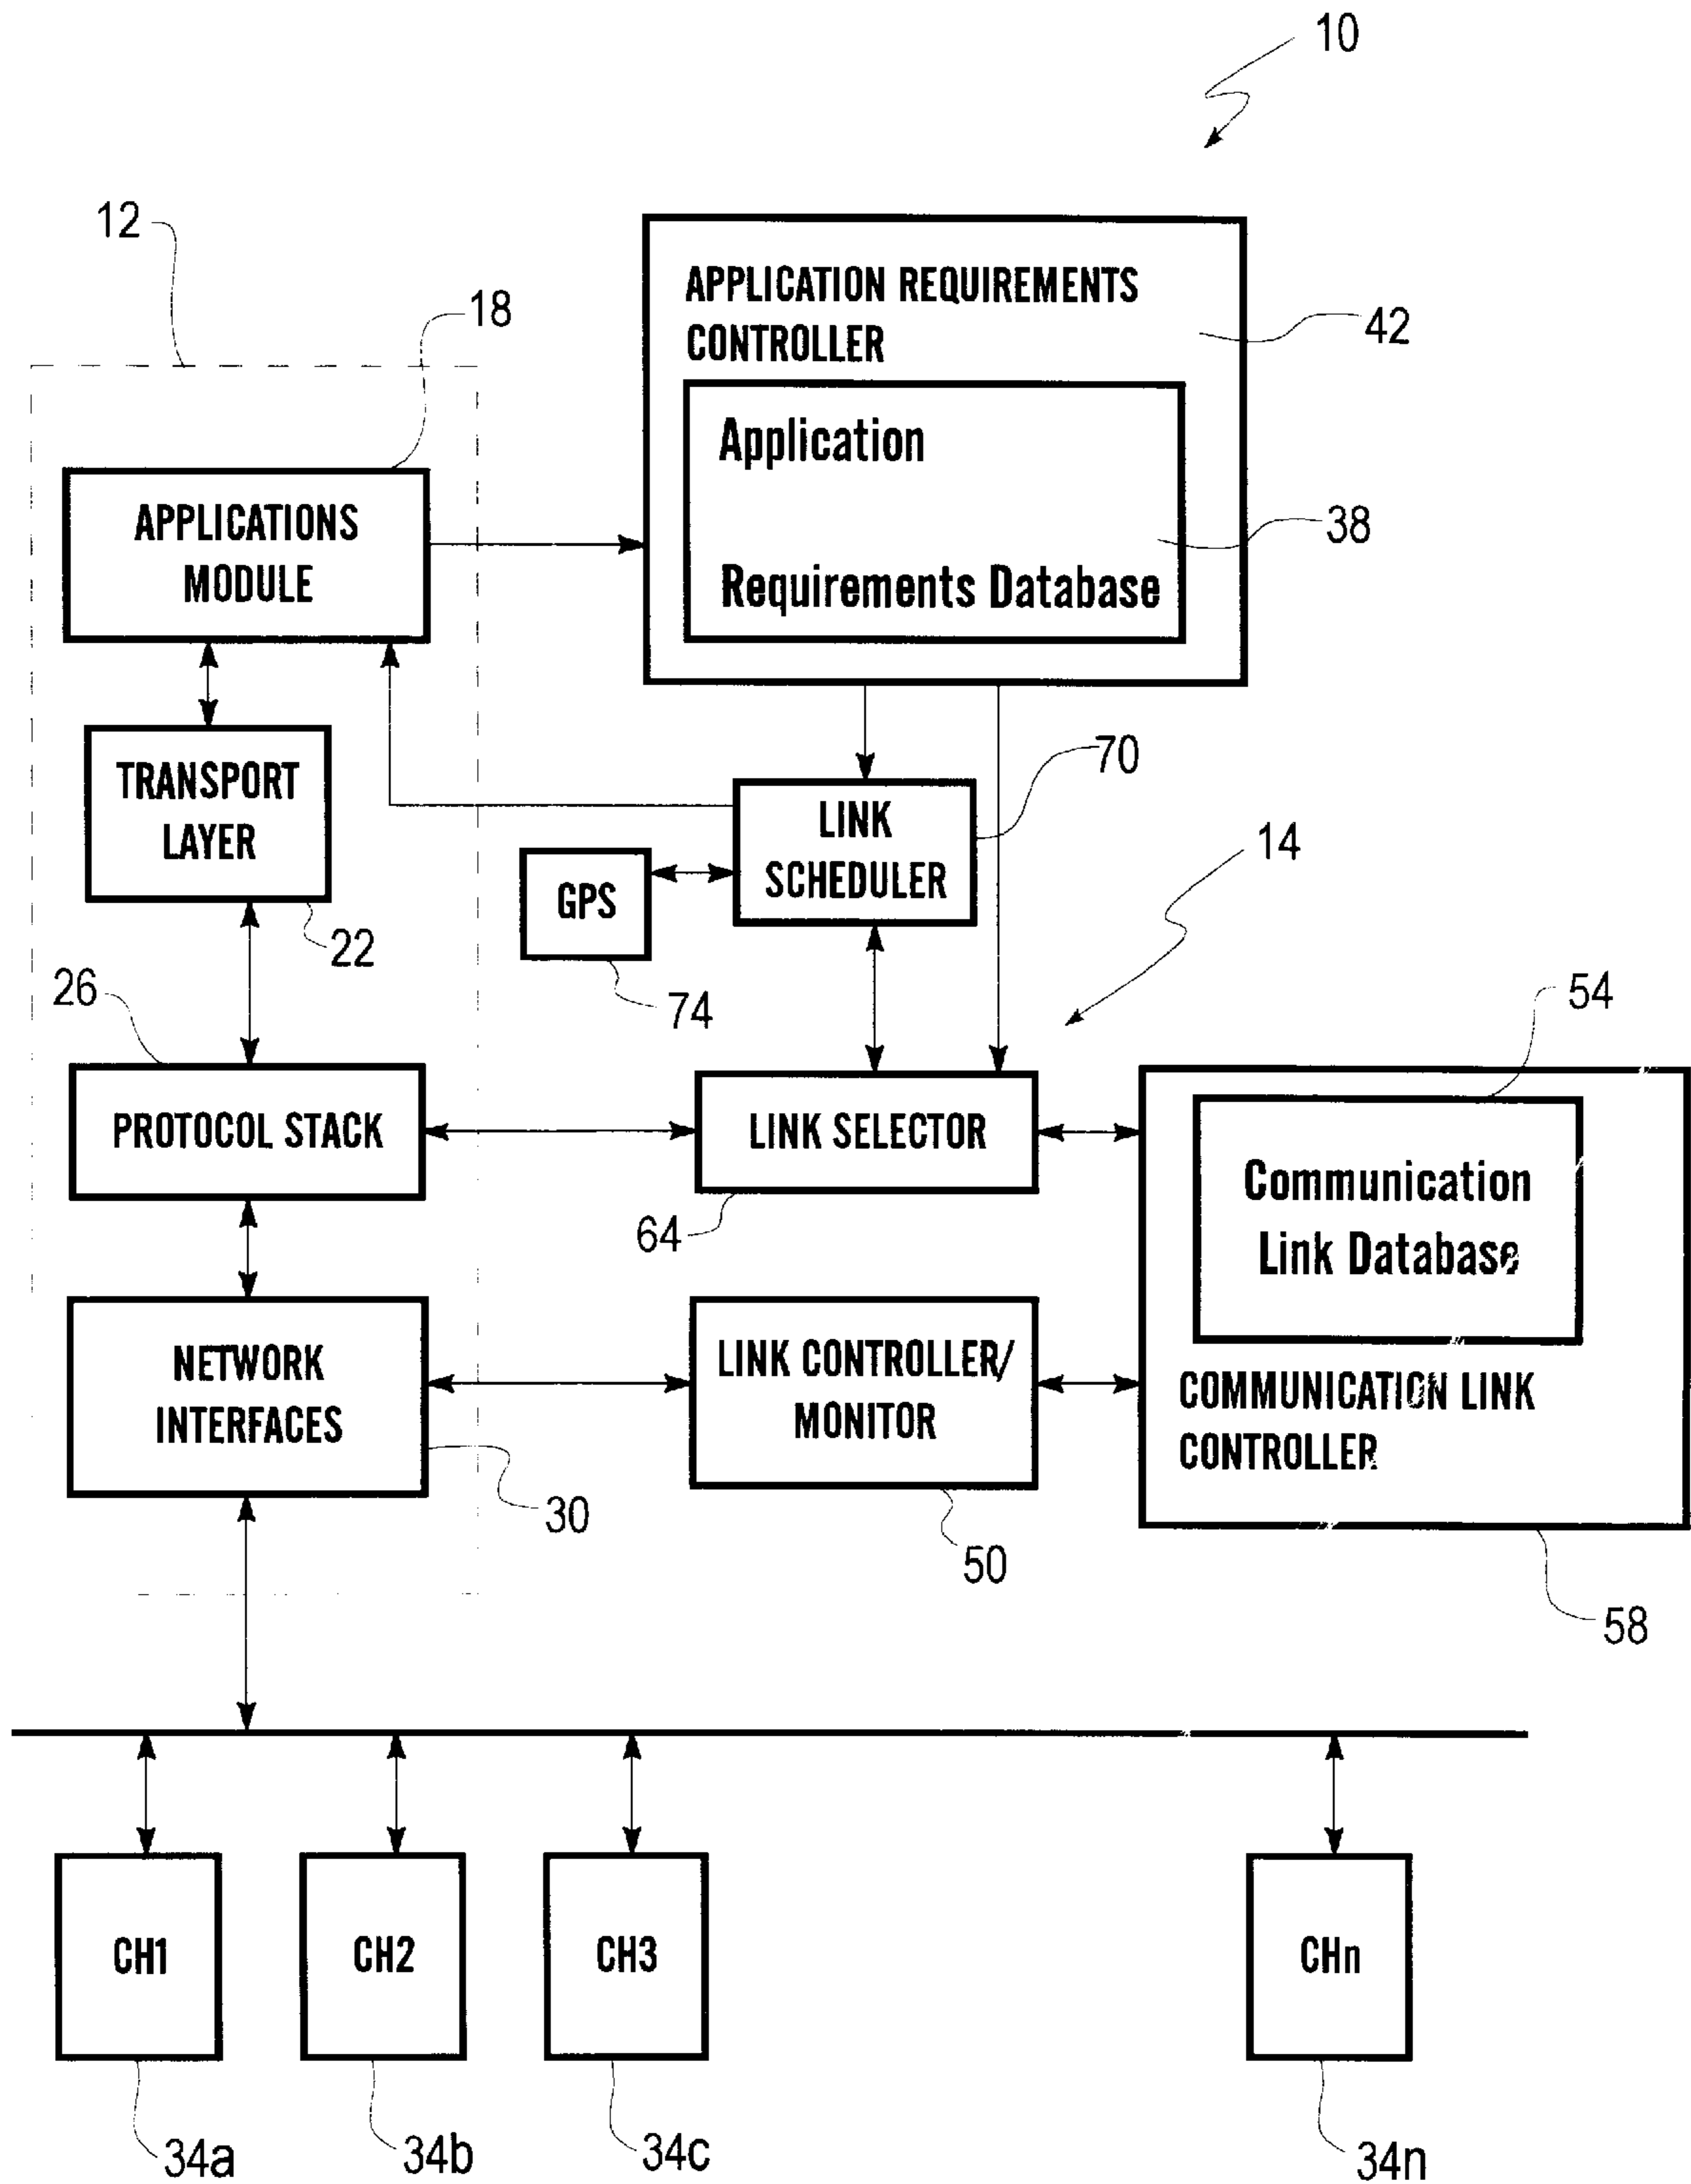 10
12
18
APPLICATION REQUIREMENTS
CONTROLLER
42
Application
38
Requirements Database
APPLICATIONS
MODULE
TRANSPORT
LAYER
22
70
LINK
SCHEDULER
GPS
74
14
26
54
PROTOCOL STACK
LINK SELECTOR
64
Communication
Link Database
NETWORK
INTERFACES
30
LINK CONTROLLER/
MONITOR
50
COMMUNICATION LINK
CONTROLLER
58
CH1
CH2
CH3
CHn
34a
34b
34c
34n